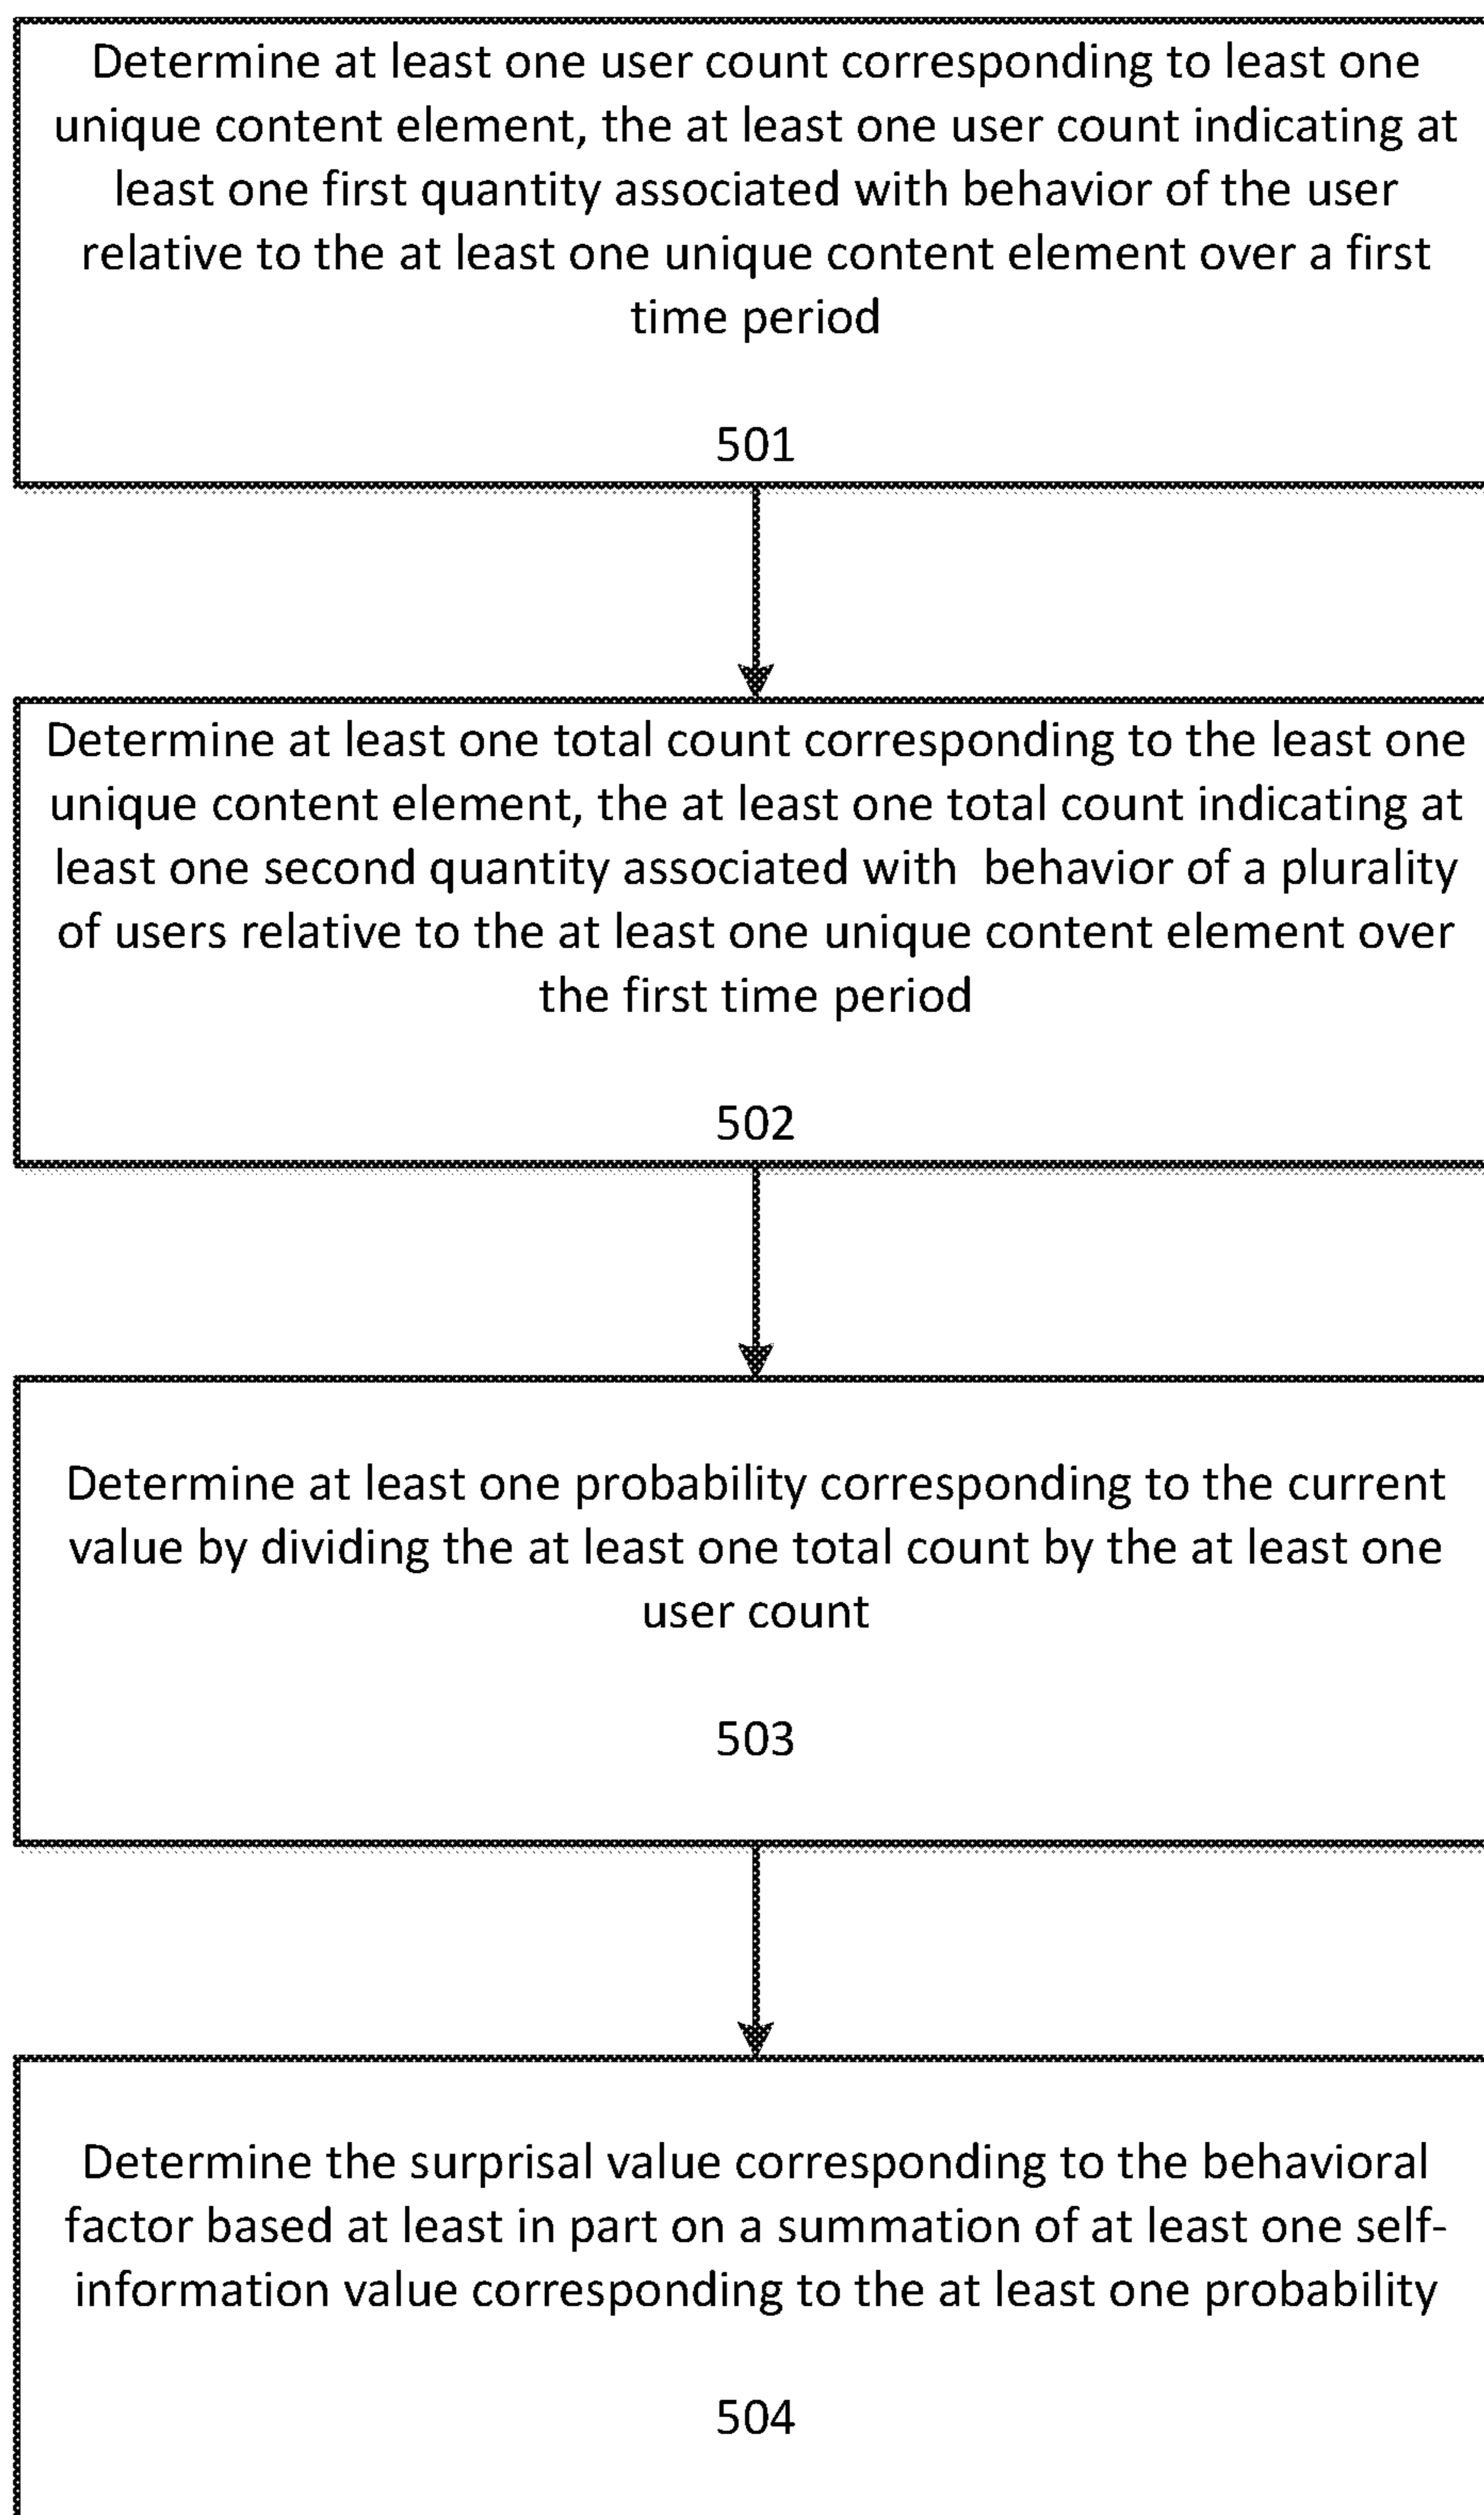 Determine at least one user count corresponding to least one
unique content element, the at least one user count indicating at
least one first quantity associated with behavior of the user
relative to the at least one unique content element over a first
time period
501
Determine at least one total count corresponding to the least one
unique content element, the at least one total count indicating at
least one second quantity associated with behavior of a plurality
of users relative to the at least one unique content element over
the first time period
502
Determine at least one probability corresponding to the current
value by dividing the at least one total count by the at least one
user count
503
Determine the surprisal value corresponding to the behavioral
factor based at least in part on a summation of at least one self-
information value corresponding to the at least one probability
504